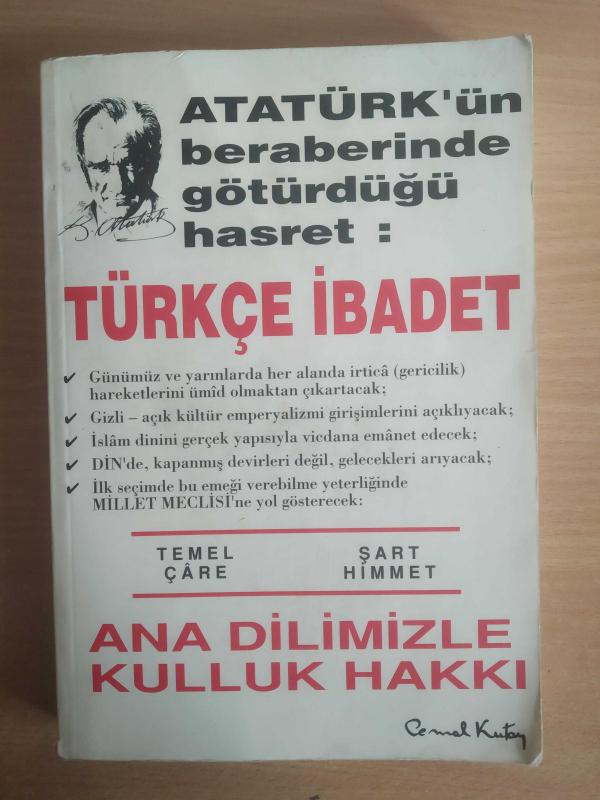 ATATÜRK'ün
beraberinde
götürdüğü
hasret :
K. Atatürk
TÜRKÇE İBADET
✔ Günümüz ve yarınlarda her alanda irticâ (gericilik)
hareketlerini ümîd olmaktan çıkartacak;
✔ Gizli – açık kültür emperyalizmi girişimlerini açıklıyacak;
✔ İslâm dinini gerçek yapısıyla vicdana emânet edecek;
✔ DİN'de, kapanmış devirleri değil, gelecekleri arıyacak;
✔ İlk seçimde bu emeği verebilme yeterliğinde
MİLLET MECLİSİ'ne yol gösterecek:
TEMEL ŞART
ÇÂRE HİMMET
ANA DİLİMİZLE
KULLUK HAKKI
Cemal Kutay